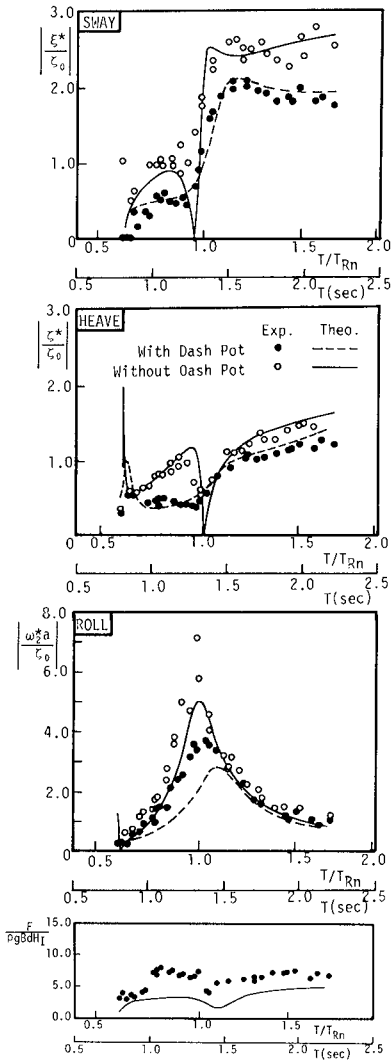 SWAY
|ξ*/ζ0|
3.0
2.0
1.0
0
0.5 1.0 1.5 2.0
T/TRn
0.5 1.0 1.5 2.0 2.5
T(sec)
HEAVE
|ζ*/ζ0|
3.0
Exp. Theo.
With Dash Pot
Without Dash Pot
2.0
1.0
0
0.5 1.0 1.5 2.0
T/TRn
0.5 1.0 1.5 2.0 2.5
T(sec)
8.0
ROLL
|ω2*a/ζ0|
6.0
4.0
2.0
0
0.5 1.0 1.5 2.0
T/TRn
0.5 1.0 1.5 2.0 2.5
T(sec)
F/ρgBdHI
15.0
10.0
5.0
0.0
0.5 1.0 1.5 2.0
T/TRn
0.5 1.0 1.5 2.0 2.5
T(sec)